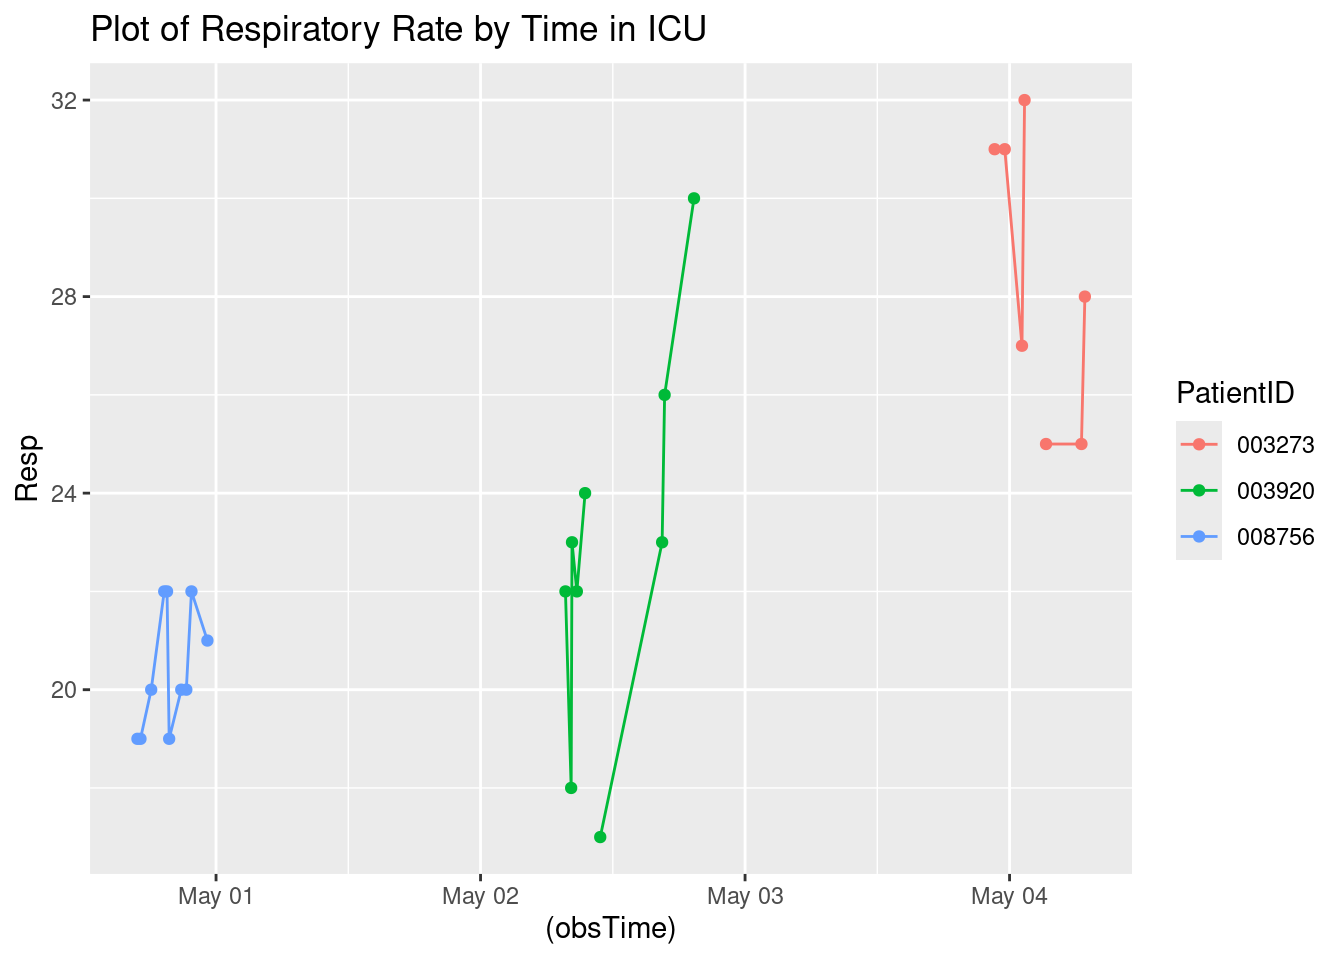 Plot of Respiratory Rate by Time in ICU
32
28
24
20
Resp
May 01
May 02
May 03
May 04
(obsTime)
PatientID
003273
003920
008756